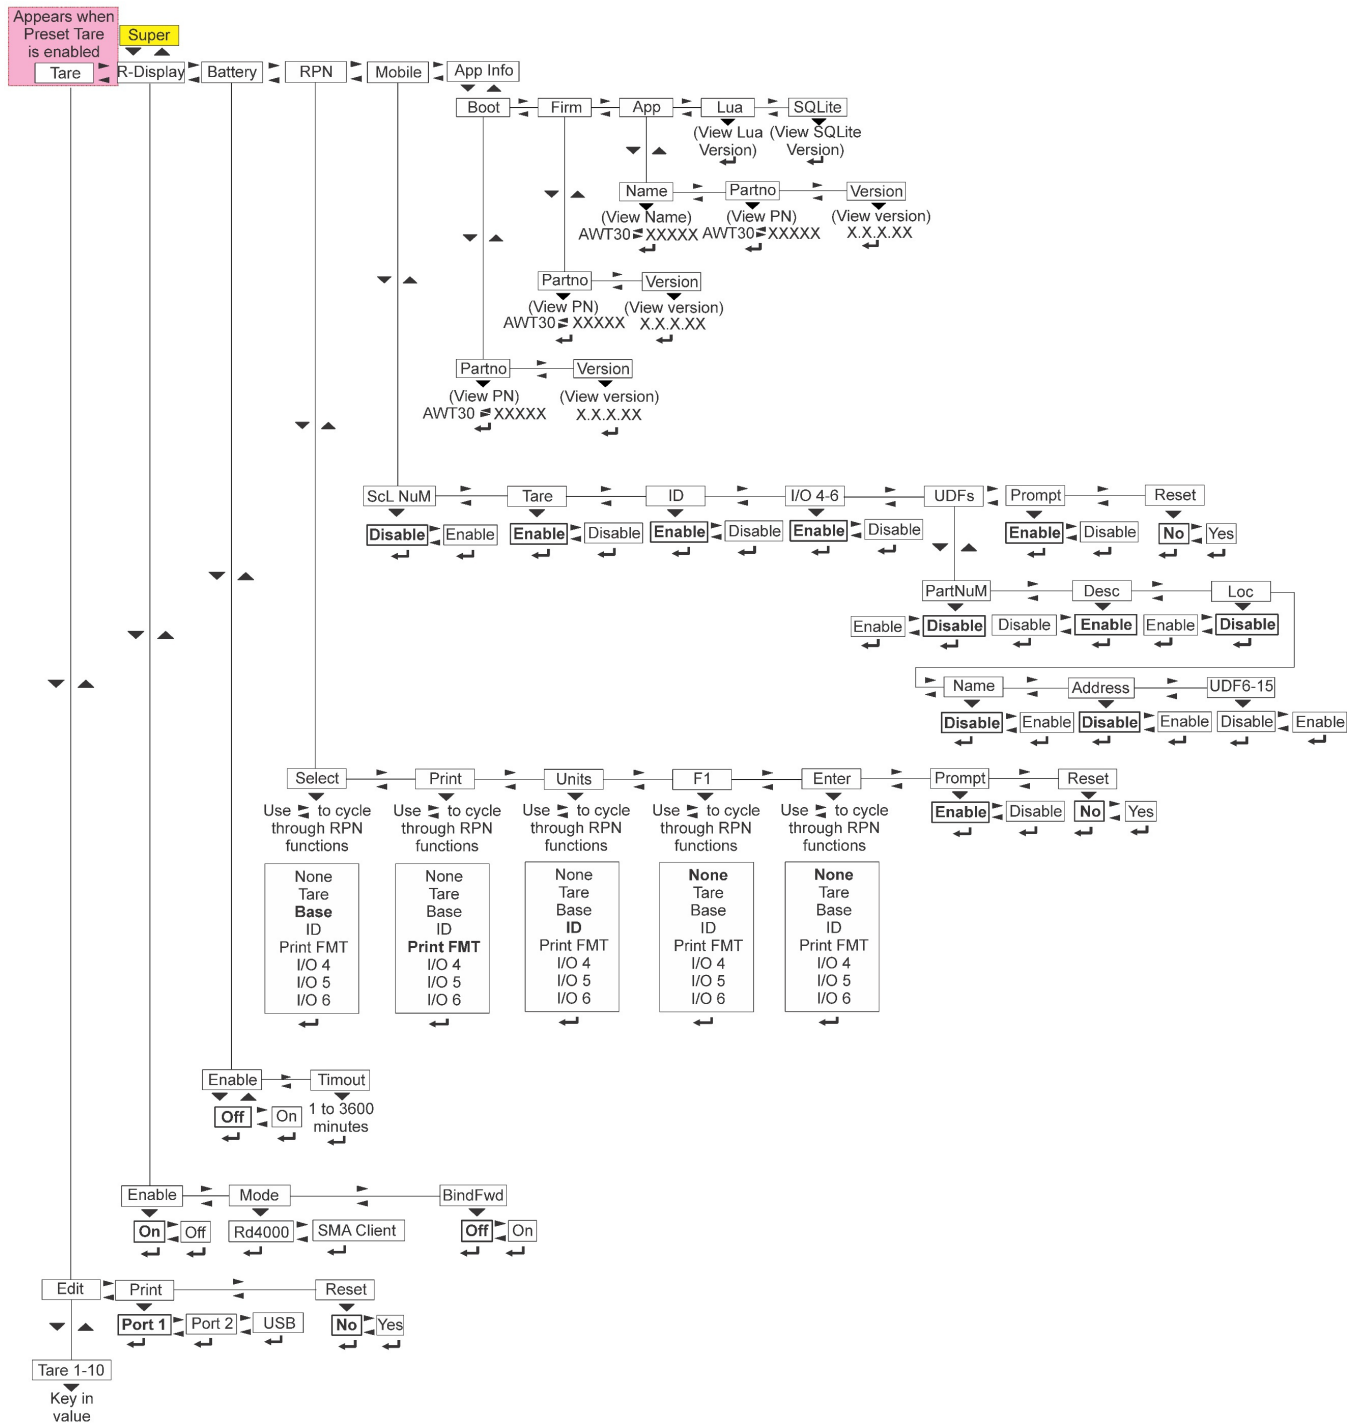 Appears when
Preset Tare
is enabled
Super
Tare R-Display Battery RPN Mobile App Info
Boot Firm App Lua SQLite
(View Lua Version)
(View SQLite Version)
Name Partno Version
(View Name) (View PN) (View version)
AWT30 XXXXX AWT30 XXXXX X.X.X.XX
Partno Version
(View PN) (View version)
AWT30 XXXXX X.X.X.XX
Partno Version
(View PN) (View version)
AWT30 XXXXX X.X.X.XX
ScL NuM Tare ID I/O 4-6 UDFs Prompt Reset
Disable Enable Enable Disable Enable Disable Enable Disable Enable Disable No Yes
PartNuM Desc Loc
Enable Disable Disable Enable Enable Disable
Name Address UDF6-15
Disable Enable Disable Enable Disable Enable
Select Print Units F1 Enter Prompt Reset
Enable Disable No Yes
Use to cycle
through RPN
functions
None
Tare
Base
ID
Print FMT
I/O 4
I/O 5
I/O 6
Use to cycle
through RPN
functions
None
Tare
Base
ID
Print FMT
I/O 4
I/O 5
I/O 6
Use to cycle
through RPN
functions
None
Tare
Base
ID
Print FMT
I/O 4
I/O 5
I/O 6
Use to cycle
through RPN
functions
None
Tare
Base
ID
Print FMT
I/O 4
I/O 5
I/O 6
Use to cycle
through RPN
functions
None
Tare
Base
ID
Print FMT
I/O 4
I/O 5
I/O 6
Enable Timout
Off On 1 to 3600
minutes
Enable Mode BindFwd
On Off Rd4000 SMA Client Off On
Edit Print Reset
Port 1 Port 2 USB No Yes
Tare 1-10
Key in
value